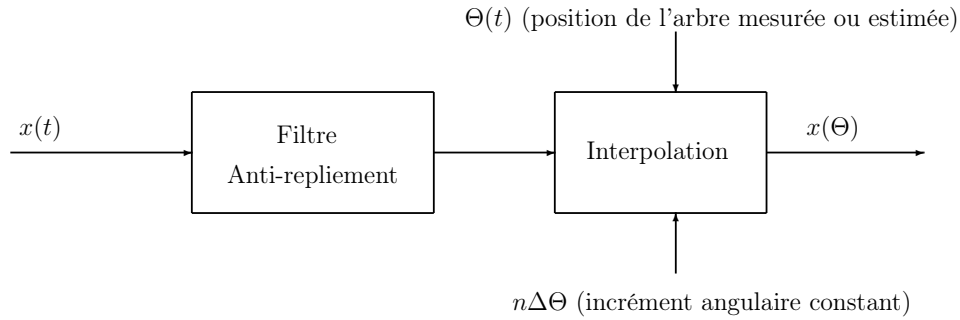 Θ(t) (position de l'arbre mesurée ou estimée)
x(t)
Filtre
Anti-repliement
Interpolation
x(Θ)
nΔΘ (incrément angulaire constant)